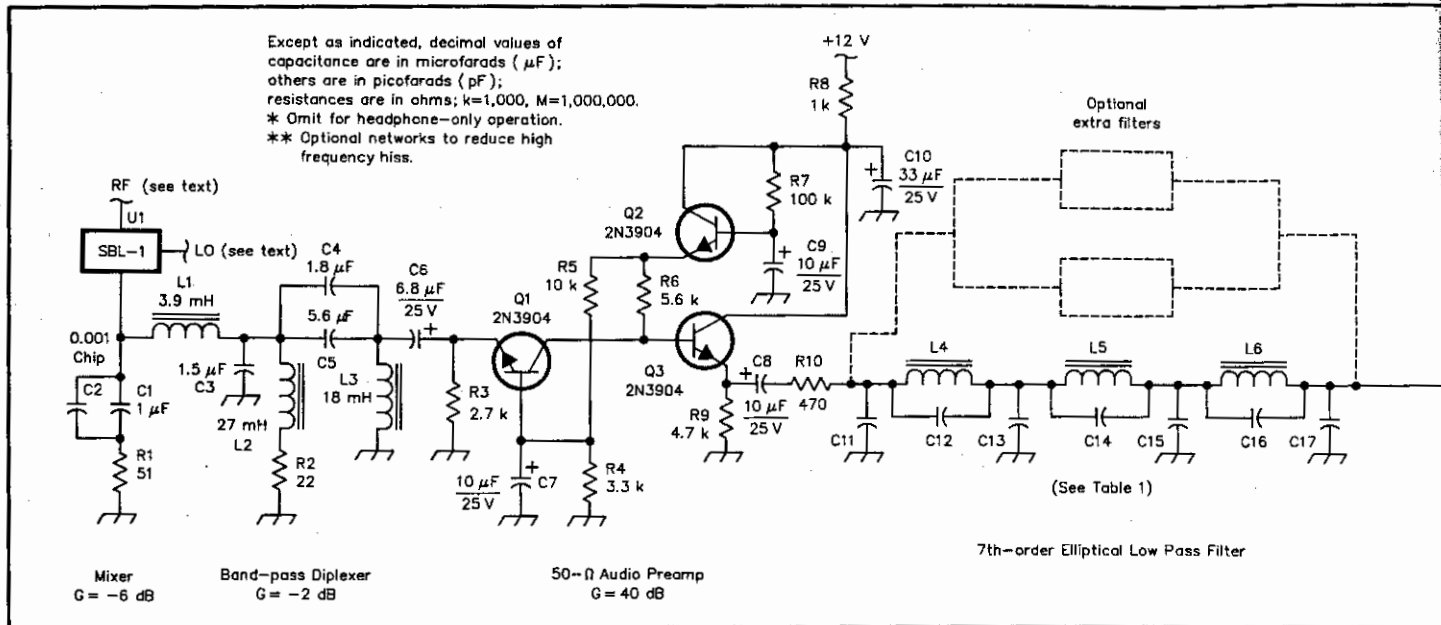 Except as indicated, decimal values of
capacitance are in microfarads ( µF);
others are in picofarads ( pF);
resistances are in ohms; k=1,000, M=1,000,000.
* Omit for headphone-only operation.
** Optional networks to reduce high
frequency hiss.
+12 V
R8
1k
Optional
extra filters
C10
33 µF
25 V
R7
100 k
Q2
2N3904
C9
10 µF
25 V
RF (see text)
U1
SBL-1
LO (see text)
C4
1.8 µF
C6
6.8 µF
25 V
R5
10 k
R6
5.6 k
L1
3.9 mH
5.6 µF
C5
Q1
2N3904
Q3
2N3904
0.001
Chip
1.5 µF
C3
C2
C1
1 µF
L3
18 mH
27 mH
L2
R3
2.7 k
C8
10 µF
25 V
R10
470
R9
4.7 k
L4
L5
L6
C11
C12
C13
C14
C15
C16
C17
R1
51
R2
22
10 µF
25 V
C7
R4
3.3 k
(See Table 1)
7th-order Elliptical Low Pass Filter
Mixer
G = -6 dB
Band-pass Diplexer
G = -2 dB
50-Ω Audio Preamp
G = 40 dB
+
+
+
+
+